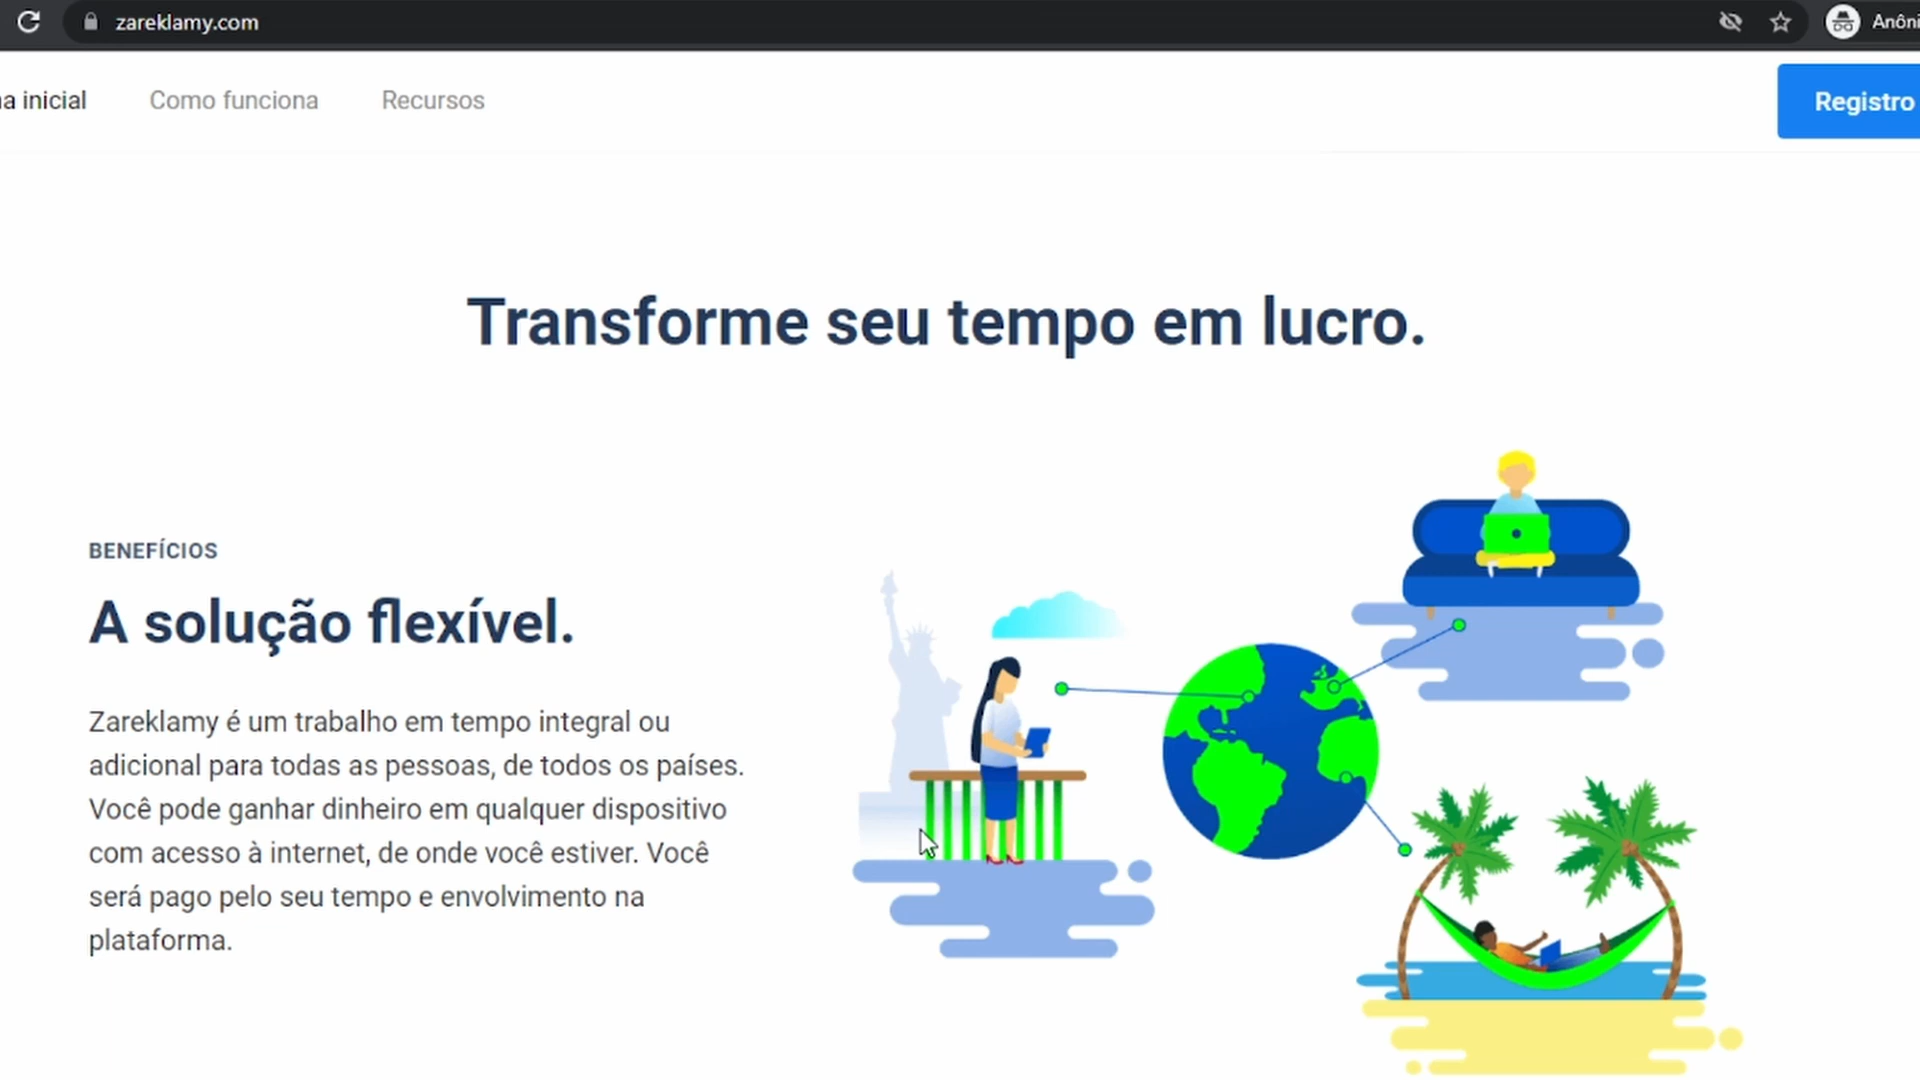 zareklamy.com
Anôni
a inicial
Como funciona
Recursos
Registro
Transforme seu tempo em lucro.
BENEFÍCIOS
A solução flexível.
Zareklamy é um trabalho em tempo integral ou
adicional para todas as pessoas, de todos os países.
Você pode ganhar dinheiro em qualquer dispositivo
com acesso à internet, de onde você estiver. Você
será pago pelo seu tempo e envolvimento na
plataforma.